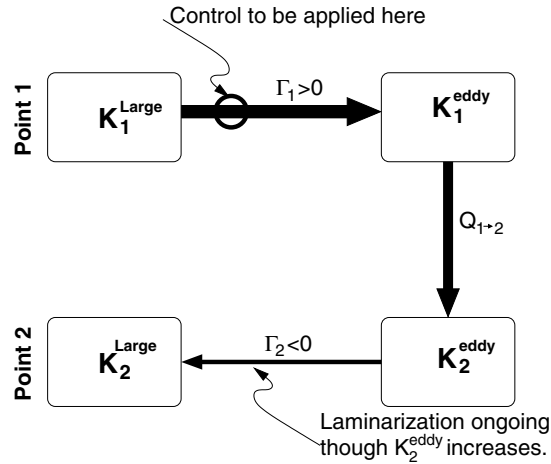 Control to be applied here
Point 1
K₁ᴸᵃʳᵍᵉ
Γ₁>0
K₁ᵉᵈᵈʸ
Q₁→₂
Point 2
K₂ᴸᵃʳᵍᵉ
Γ₂<0
K₂ᵉᵈᵈʸ
Laminarization ongoing
though K₂ᵉᵈᵈʸ increases.